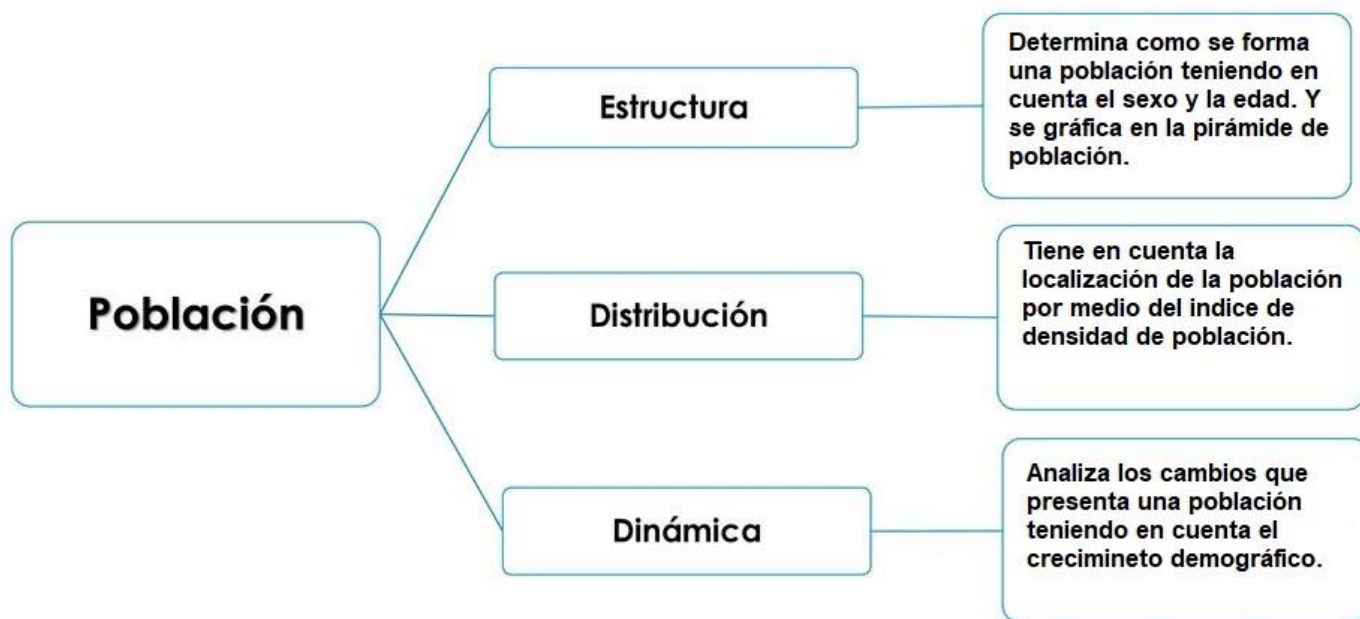 Población
Estructura
Determina como se forma
una población teniendo en
cuenta el sexo y la edad. Y
se gráfica en la pirámide de
población.
Distribución
Tiene en cuenta la
localización de la población
por medio del indice de
densidad de población.
Dinámica
Analiza los cambios que
presenta una población
teniendo en cuenta el
crecimineto demográfico.